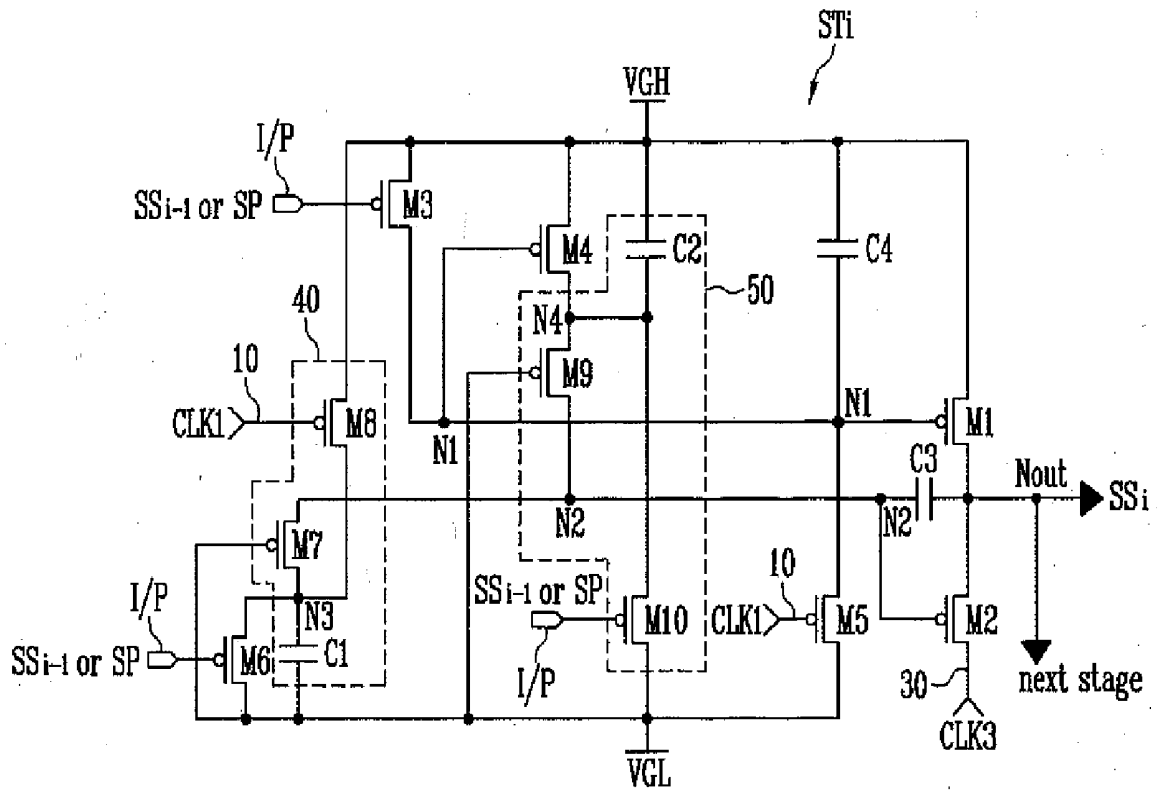 STi
VGH
I/P
SSi-1 or SP
M3
M4
C2
C4
50
40
N4
M9
10
CLK1
M8
N1
N1
M1
C3
Nout
SSi
N2
N2
M7
I/P
N3
SSi-1 or SP
10
M10
CLK1
M5
M2
SSi-1 or SP
M6
C1
I/P
30
next stage
CLK3
VGL